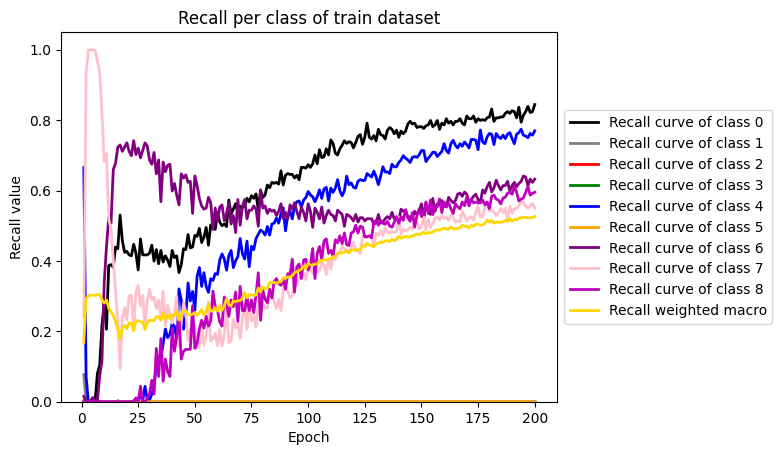 Recall per class of train dataset
Recall value
1.0
0.8
0.6
0.4
0.2
0.0
0
25
50
75
100
125
150
175
200
Epoch
Recall curve of class 0
Recall curve of class 1
Recall curve of class 2
Recall curve of class 3
Recall curve of class 4
Recall curve of class 5
Recall curve of class 6
Recall curve of class 7
Recall curve of class 8
Recall weighted macro